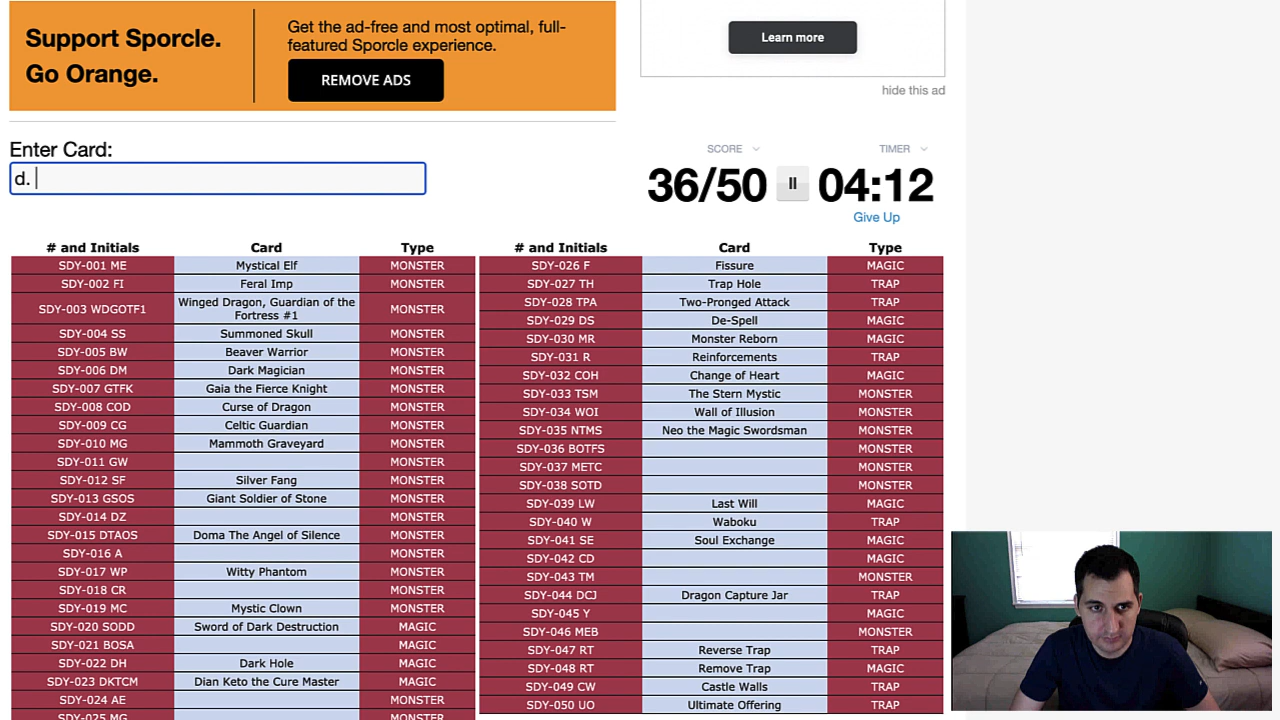 Support Sporcle.
Go Orange.
Get the ad-free and most optimal, full-
featured Sporcle experience.
REMOVE ADS
Learn more
hide this ad
Enter Card:
d.
SCORE
36/50
TIMER
04:12
Give Up
# and Initials Card Type
SDY-001 ME Mystical Elf MONSTER
SDY-002 FI Feral Imp MONSTER
SDY-003 WDGOTF1 Winged Dragon, Guardian of the
Fortress #1 MONSTER
SDY-004 SS Summoned Skull MONSTER
SDY-005 BW Beaver Warrior MONSTER
SDY-006 DM Dark Magician MONSTER
SDY-007 GTFK Gaia the Fierce Knight MONSTER
SDY-008 COD Curse of Dragon MONSTER
SDY-009 CG Celtic Guardian MONSTER
SDY-010 MG Mammoth Graveyard MONSTER
SDY-011 GW MONSTER
SDY-012 SF Silver Fang MONSTER
SDY-013 GSOS Giant Soldier of Stone MONSTER
SDY-014 DZ MONSTER
SDY-015 DTAOS Doma The Angel of Silence MONSTER
SDY-016 A MONSTER
SDY-017 WP Witty Phantom MONSTER
SDY-018 CR MONSTER
SDY-019 MC Mystic Clown MONSTER
SDY-020 SODD Sword of Dark Destruction MAGIC
SDY-021 BOSA MAGIC
SDY-022 DH Dark Hole MAGIC
SDY-023 DKTCM Dian Keto the Cure Master MAGIC
SDY-024 AE MONSTER
SDY-025 MG MONSTER
# and Initials Card Type
SDY-026 F Fissure MAGIC
SDY-027 TH Trap Hole TRAP
SDY-028 TPA Two-Pronged Attack TRAP
SDY-029 DS De-Spell MAGIC
SDY-030 MR Monster Reborn MAGIC
SDY-031 R Reinforcements TRAP
SDY-032 COH Change of Heart MAGIC
SDY-033 TSM The Stern Mystic MONSTER
SDY-034 WOI Wall of Illusion MONSTER
SDY-035 NTMS Neo the Magic Swordsman MONSTER
SDY-036 BOTFS MONSTER
SDY-037 METC MONSTER
SDY-038 SOTD MONSTER
SDY-039 LW Last Will MAGIC
SDY-040 W Waboku TRAP
SDY-041 SE Soul Exchange MAGIC
SDY-042 CD MAGIC
SDY-043 TM MONSTER
SDY-044 DCJ Dragon Capture Jar TRAP
SDY-045 Y MAGIC
SDY-046 MEB MONSTER
SDY-047 RT Reverse Trap TRAP
SDY-048 RT Remove Trap MAGIC
SDY-049 CW Castle Walls TRAP
SDY-050 UO Ultimate Offering TRAP